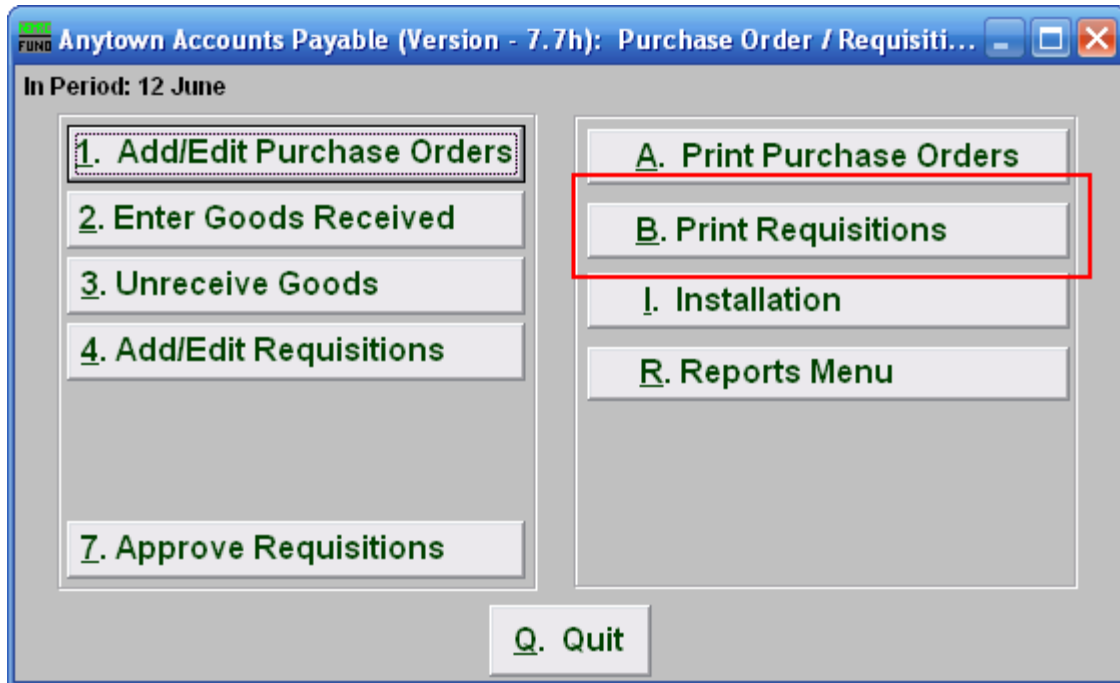 FUND Anytown Accounts Payable (Version - 7.7h): Purchase Order / Requisiti...
In Period: 12 June
1. Add/Edit Purchase Orders
2. Enter Goods Received
3. Unreceive Goods
4. Add/Edit Requisitions
7. Approve Requisitions
A. Print Purchase Orders
B. Print Requisitions
I. Installation
R. Reports Menu
Q. Quit